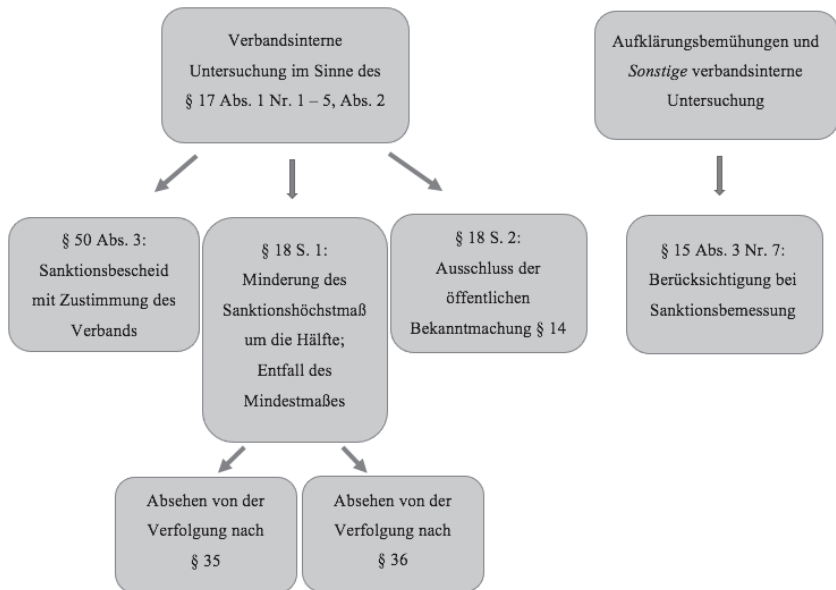 Verbandsinterne
Untersuchung im Sinne des
§ 17 Abs. 1 Nr. 1 – 5, Abs. 2
Aufklärungsbemühungen und
Sonstige verbandsinterne
Untersuchung
§ 50 Abs. 3:
Sanktionsbescheid
mit Zustimmung des
Verbands
§ 18 S. 1:
Minderung des
Sanktionshöchstmaß
um die Hälfte;
Entfall des
Mindestmaßes
§ 18 S. 2:
Ausschluss der
öffentlichen
Bekanntmachung § 14
§ 15 Abs. 3 Nr. 7:
Berücksichtigung bei
Sanktionsbemessung
Absehen von der
Verfolgung nach
§ 35
Absehen von der
Verfolgung nach
§ 36